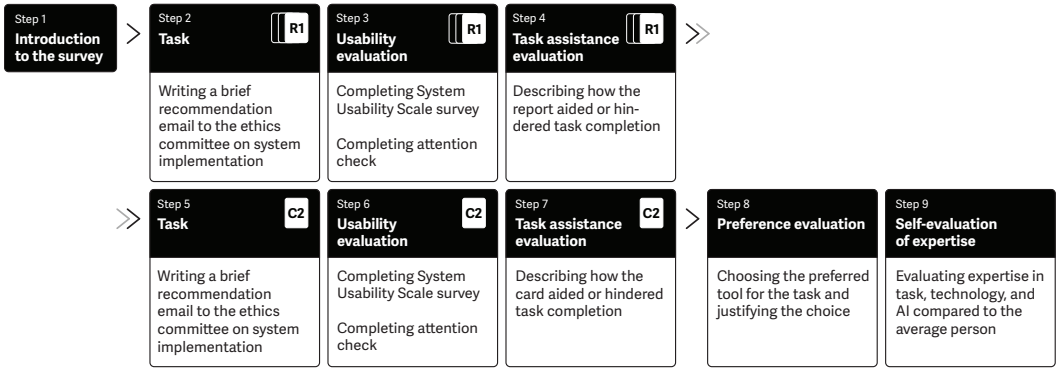 Step 1
Introduction
to the survey
Step 2
Task
R1
Writing a brief
recommendation
email to the ethics
committee on system
implementation
Step 3
Usability
evaluation
R1
Completing System
Usability Scale survey
Completing attention
check
Step 4
Task assistance
evaluation
R1
Describing how the
report aided or hin-
dered task completion
Step 5
Task
C2
Writing a brief
recommendation
email to the ethics
committee on system
implementation
Step 6
Usability
evaluation
C2
Completing System
Usability Scale survey
Completing attention
check
Step 7
Task assistance
evaluation
C2
Describing how the
card aided or hindered
task completion
Step 8
Preference evaluation
Choosing the preferred
tool for the task and
justifying the choice
Step 9
Self-evaluation
of expertise
Evaluating expertise in
task, technology, and
AI compared to the
average person